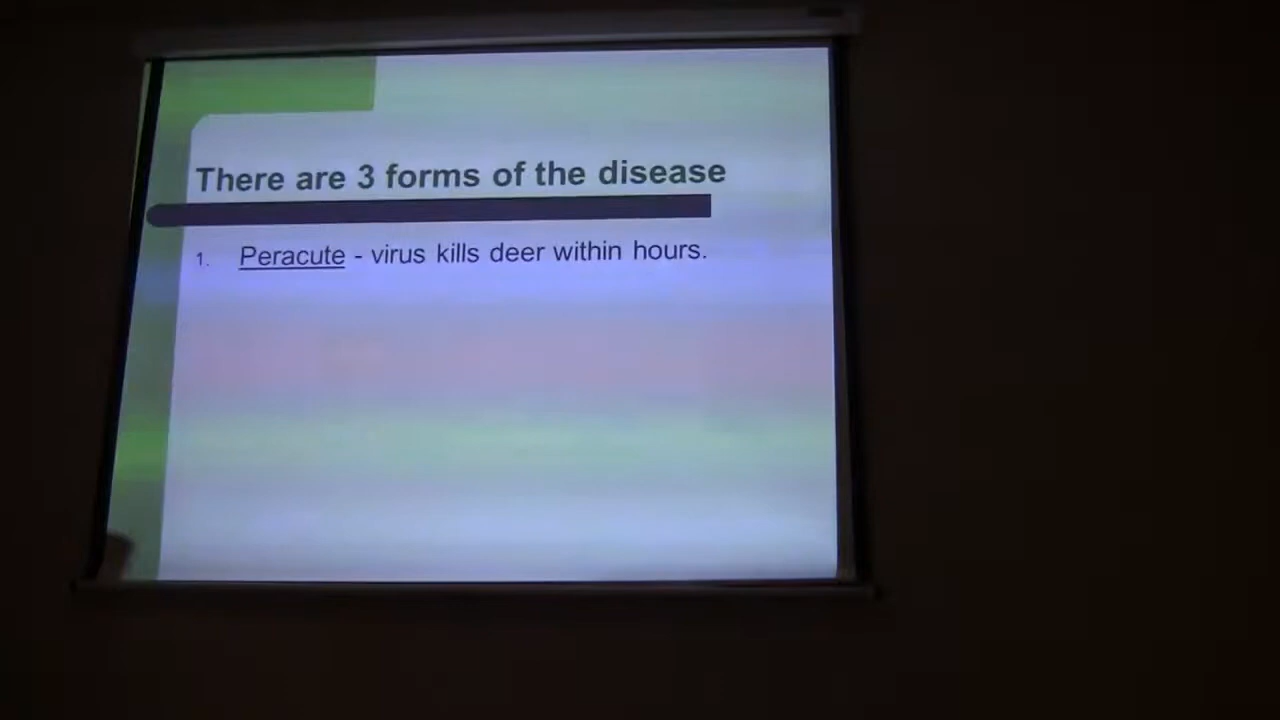 There are 3 forms of the disease
1. Peracute - virus kills deer within hours.